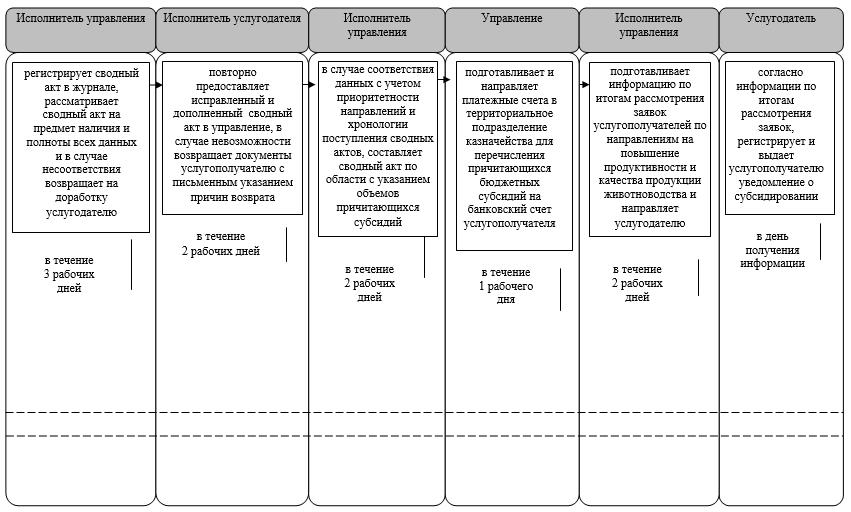 Исполнитель управления
Исполнитель услугодателя
Исполнитель
управления
Управление
Исполнитель
управления
Услугодатель
регистрирует сводный
акт в журнале,
рассматривает
сводный акт на
предмет наличия и
полноты всех данных
и в случае
несоответствия
возвращает на
доработку
услугодателю
в течение
3 рабочих
дней
повторно
предоставляет
исправленный и
дополненный сводный
акт в управление, в
случае невозможности
возвращает документы
услугополучателю с
письменным указанием
причин возврата
в течение
2 рабочих дней
в случае соответствия
данных с учетом
приоритетности
направлений и
хронологии
поступления сводных
актов, составляет
сводный акт по
области с указанием
объемов
причитающихся
субсидий
в течение
2 рабочих
дней
подготавливает и
направляет
платежные счета в
территориальное
подразделение
казначейства для
перечисления
причитающихся
бюджетных
субсидий на
банковский счет
услугополучателя
в течение
1 рабочего
дня
подготавливает
информацию по
итогам рассмотрения
заявок
услугополучателей по
направлениям на
повышение
продуктивности и
качества продукции
животноводства и
направляет
услугодателю
в течение
2 рабочих
дней
согласно
информации по
итогам
рассмотрения
заявок,
регистрирует и
выдает
услугополучателю
уведомление о
субсидировании
в день
получения
информации